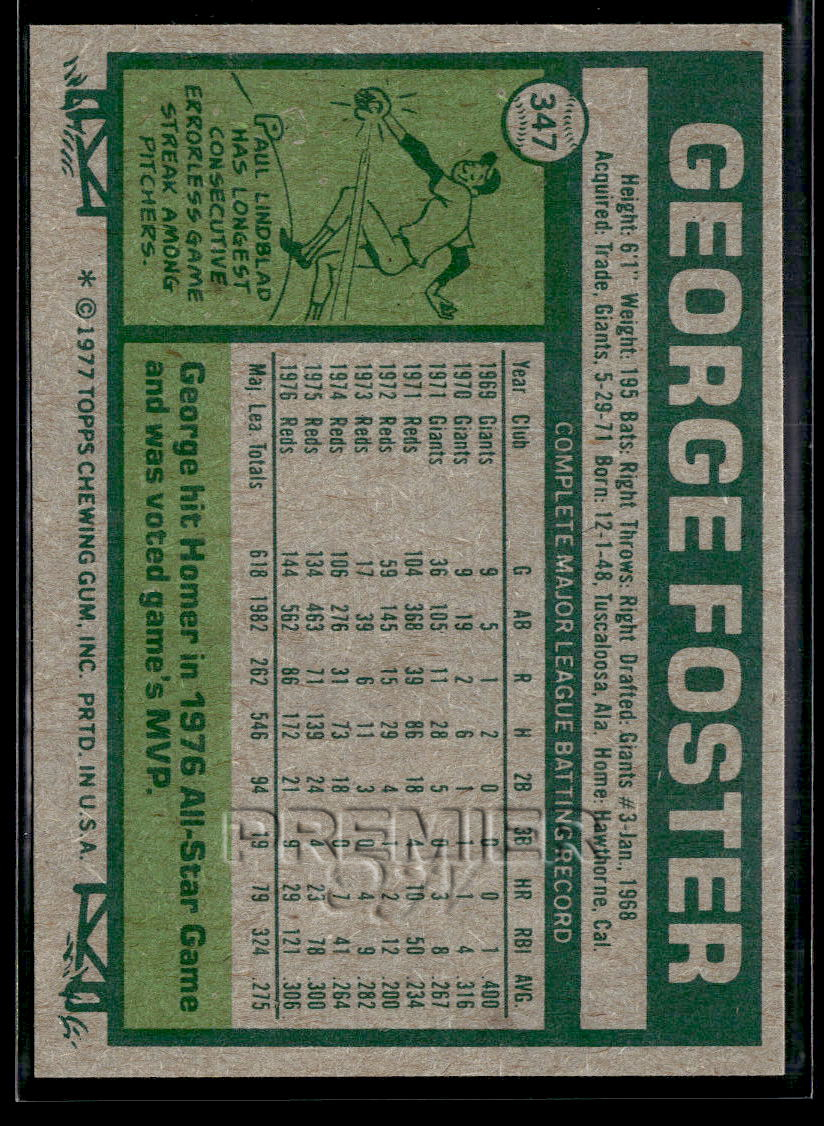 GEORGE FOSTER
347
Height: 6'1" Weight: 195 Bats: Right Throws: Right Drafted: Giants #3-Jan., 1968
Acquired: Trade, Giants, 5-29-71 Born: 12-1-48, Tuscaloosa, Ala. Home: Hawthorne, Cal.
COMPLETE MAJOR LEAGUE BATTING RECORD
Year Club G AB R H 2B 3B HR RBI AVG.
1969 Giants 9 5 1 2 0 0 0 1 .400
1970 Giants 9 19 2 6 1 1 1 4 .316
1971 Giants 36 105 11 28 5 0 3 8 .267
1971 Reds 104 368 39 86 18 4 10 50 .234
1972 Reds 59 145 15 29 4 1 2 12 .200
1973 Reds 17 39 6 11 3 0 4 9 .282
1974 Reds 106 276 31 73 18 0 7 41 .264
1975 Reds 134 463 71 139 24 4 23 78 .300
1976 Reds 144 562 86 172 21 9 29 121 .306
Maj. Lea. Totals 618 1982 262 546 94 19 79 324 .275
PAUL LINDBLAD
HAS LONGEST
CONSECUTIVE
ERRORLESS GAME
STREAK AMONG
PITCHERS.
George hit Homer in 1976 All-Star Game
and was voted game's MVP.
* © 1977 TOPPS CHEWING GUM, INC. PRTD. IN U.S.A.
PREMIER